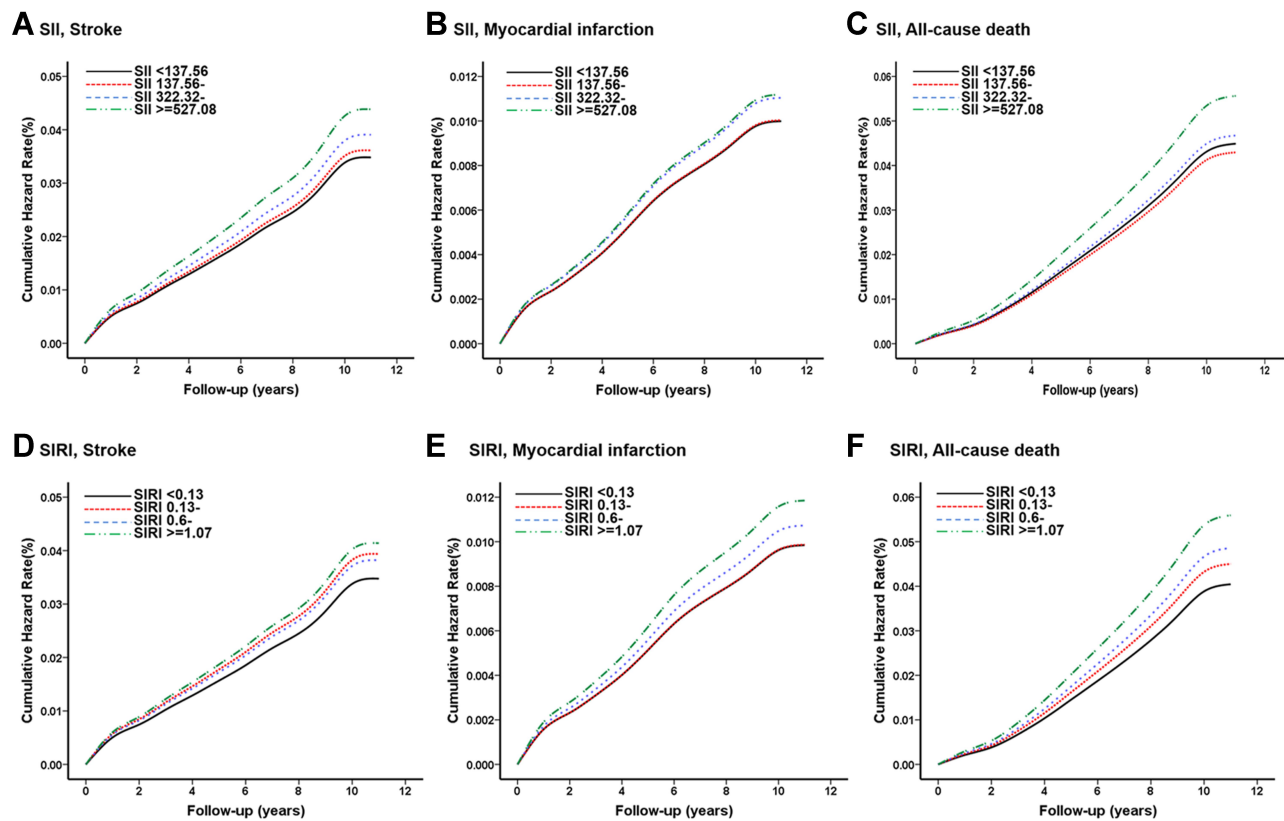 A SII, Stroke
SII <137.56
SII 137.56-
SII 322.32-
SII >=527.08
Cumulative Hazard Rate(%)
0.05
0.04
0.03
0.02
0.01
0.00
0 2 4 6 8 10 12
Follow-up (years)
B SII, Myocardial infarction
SII <137.56
SII 137.56-
SII 322.32-
SII >=527.08
Cumulative Hazard Rate(%)
0.012
0.010
0.008
0.006
0.004
0.002
0.000
0 2 4 6 8 10 12
Follow-up (years)
C SII, All-cause death
SII <137.56
SII 137.56-
SII 322.32-
SII >=527.08
Cumulative Hazard Rate(%)
0.06
0.05
0.04
0.03
0.02
0.01
0.00
0 2 4 6 8 10 12
Follow-up (years)
D SIRI, Stroke
SIRI <0.13
SIRI 0.13-
SIRI 0.6-
SIRI >=1.07
Cumulative Hazard Rate(%)
0.05
0.04
0.03
0.02
0.01
0.00
0 2 4 6 8 10 12
Follow-up (years)
E SIRI, Myocardial infarction
SIRI <0.13
SIRI 0.13-
SIRI 0.6-
SIRI >=1.07
Cumulative Hazard Rate(%)
0.012
0.010
0.008
0.006
0.004
0.002
0.000
0 2 4 6 8 10 12
Follow-up (years)
F SIRI, All-cause death
SIRI <0.13
SIRI 0.13-
SIRI 0.6-
SIRI >=1.07
Cumulative Hazard Rate(%)
0.06
0.05
0.04
0.03
0.02
0.01
0.00
0 2 4 6 8 10 12
Follow-up (years)